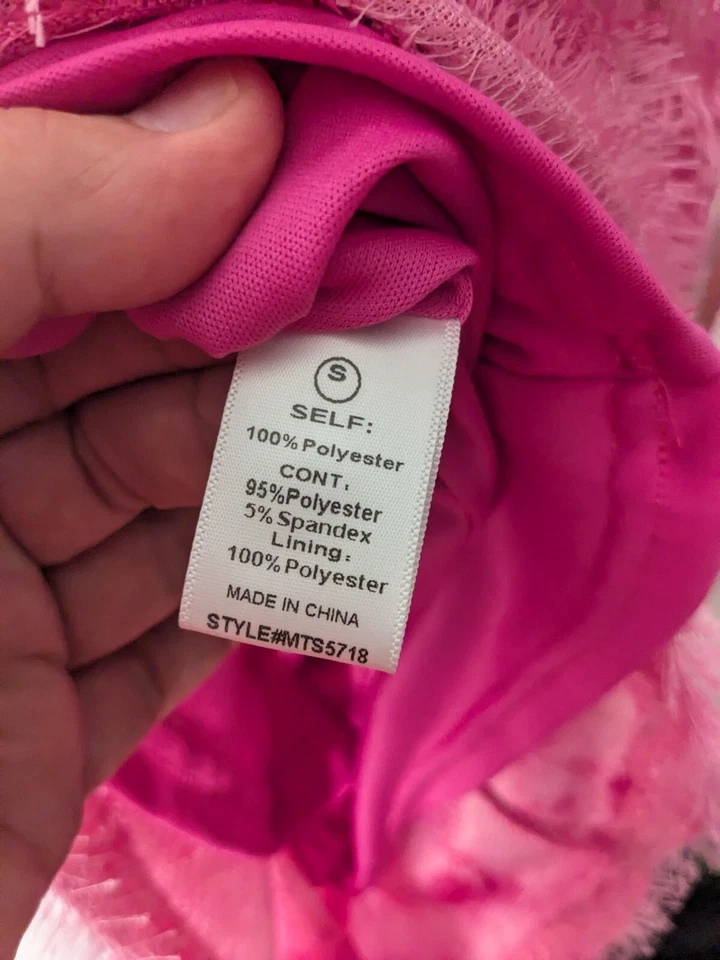 S
SELF:
100% Polyester
CONT.
95%Polyester
5% Spandex
Lining:
100% Polyester
MADE IN CHINA
STYLE#MTS5718